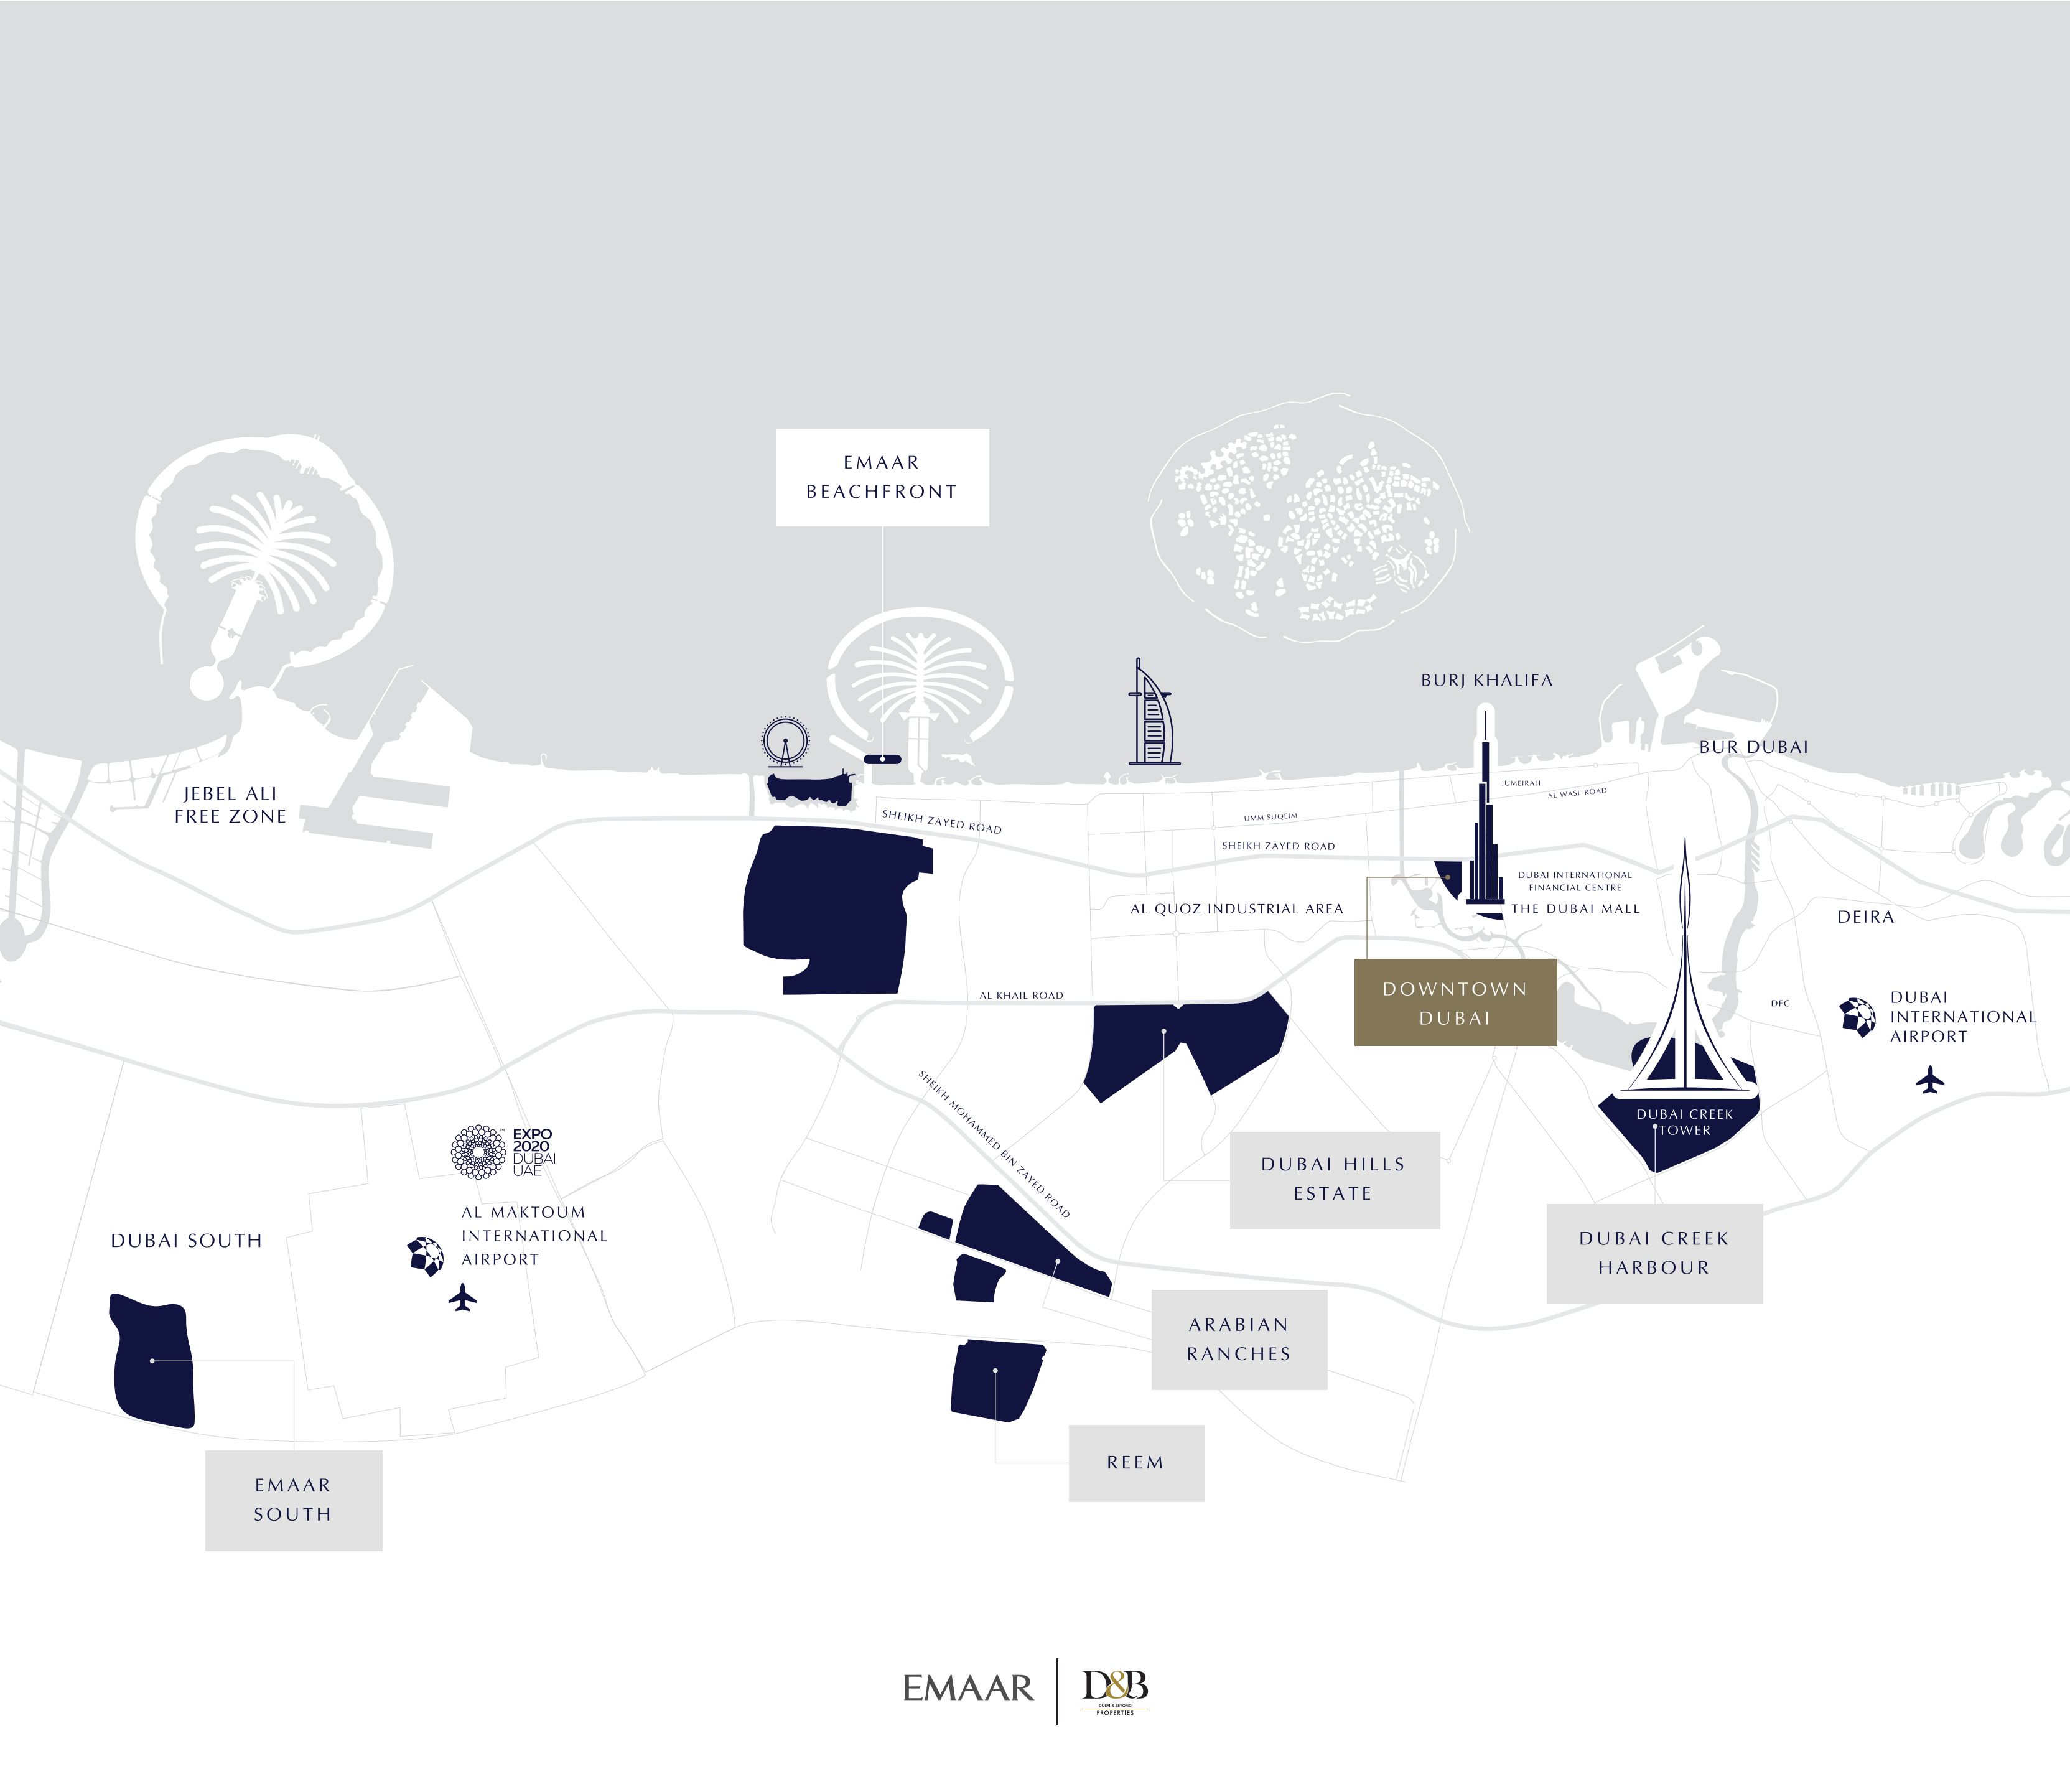 EMAAR
BEACHFRONT
BURJ KHALIFA
BUR DUBAI
JEBEL ALI
FREE ZONE
JUMEIRAH
AL WASL ROAD
SHEIKH ZAYED ROAD
UMM SUQEIM
SHEIKH ZAYED ROAD
DUBAI INTERNATIONAL
FINANCIAL CENTRE
AL QUOZ INDUSTRIAL AREA
THE DUBAI MALL
DEIRA
DOWNTOWN
DUBAI
AL KHAIL ROAD
DFC
DUBAI
INTERNATIONAL
AIRPORT
SHEIKH MOHAMMED BIN ZAYED ROAD
DUBAI CREEK
TOWER
EXPO
2020
DUBAI
UAE
TM
DUBAI HILLS
ESTATE
AL MAKTOUM
INTERNATIONAL
AIRPORT
DUBAI SOUTH
DUBAI CREEK
HARBOUR
ARABIAN
RANCHES
REEM
EMAAR
SOUTH
EMAAR
D&B
DUBAI & BEYOND
PROPERTIES